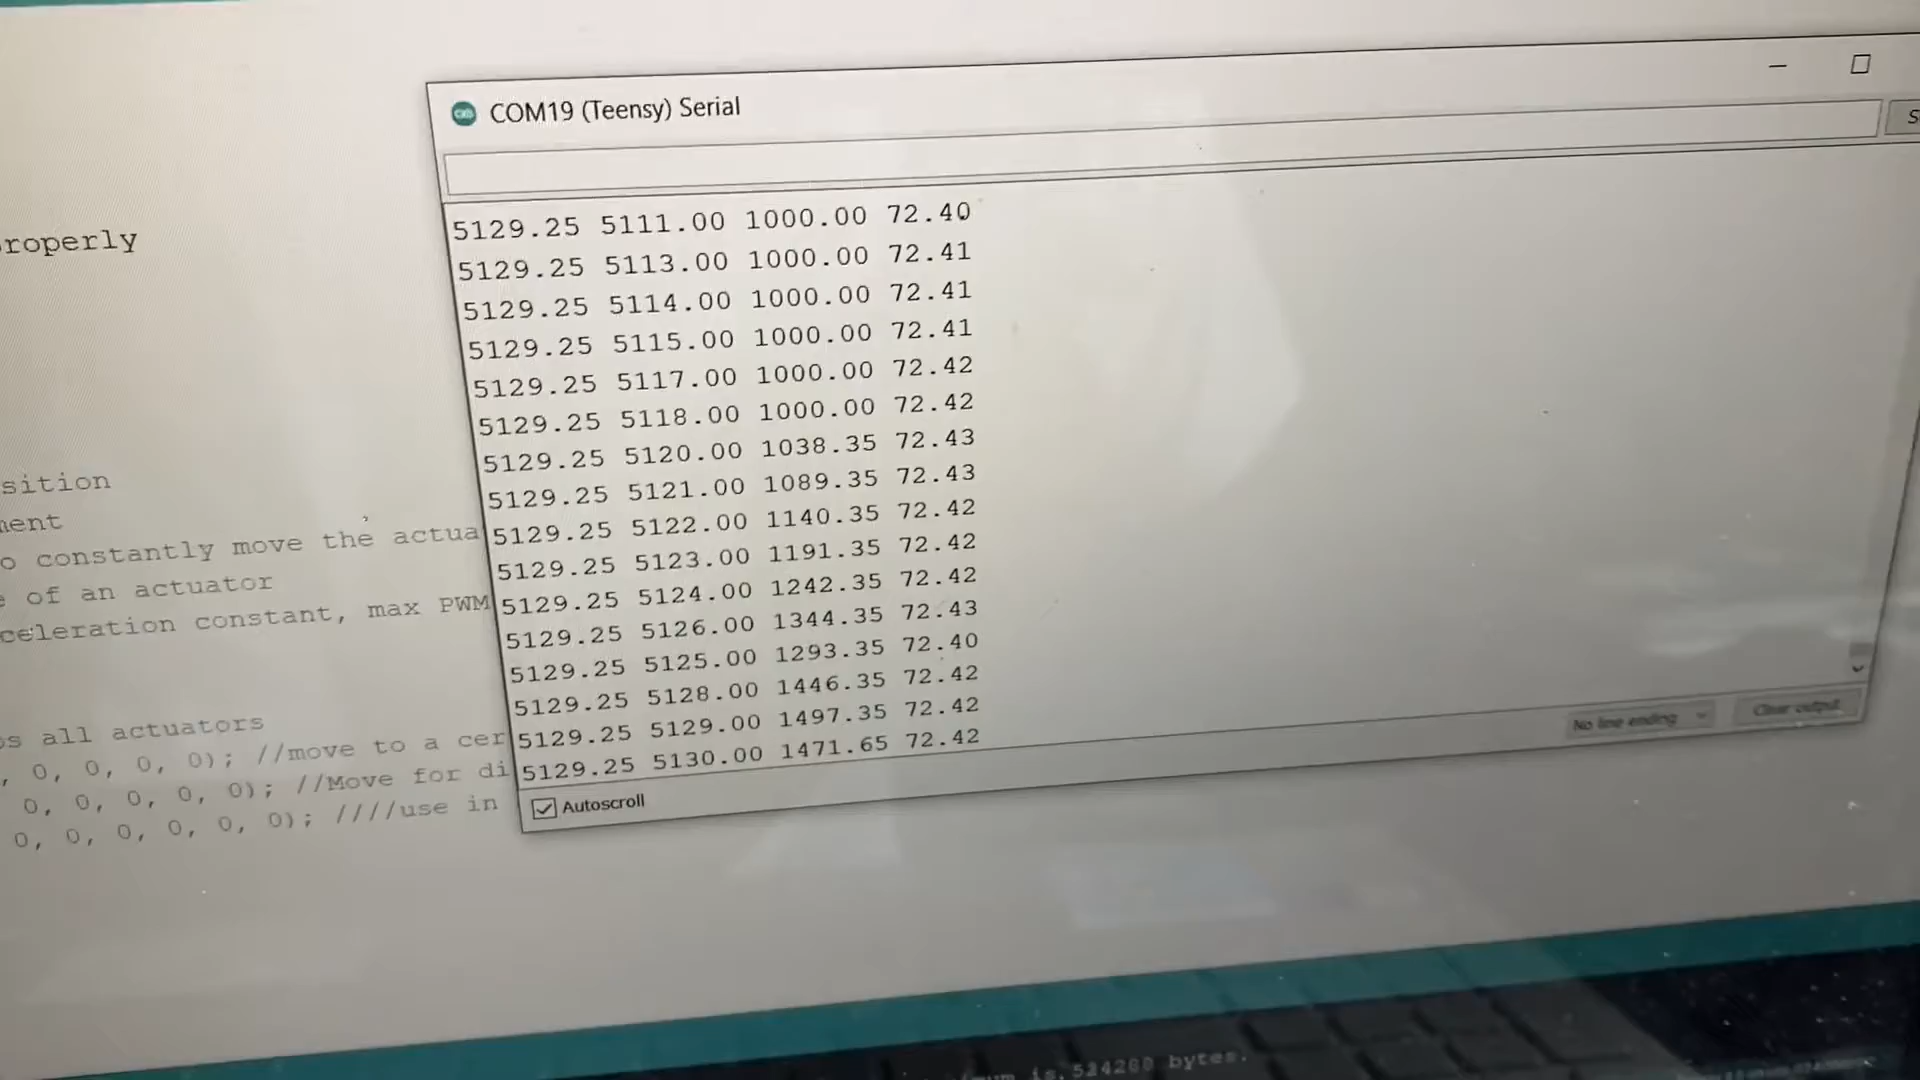 COM19 (Teensy) Serial
5129.25 5111.00 1000.00 72.40
5129.25 5113.00 1000.00 72.41
5129.25 5114.00 1000.00 72.41
5129.25 5115.00 1000.00 72.41
5129.25 5117.00 1000.00 72.42
5129.25 5118.00 1000.00 72.42
5129.25 5120.00 1038.35 72.43
5129.25 5121.00 1089.35 72.43
5129.25 5122.00 1140.35 72.42
5129.25 5123.00 1191.35 72.42
5129.25 5124.00 1242.35 72.42
5129.25 5126.00 1344.35 72.43
5129.25 5125.00 1293.35 72.40
5129.25 5128.00 1446.35 72.42
5129.25 5129.00 1497.35 72.42
5129.25 5130.00 1471.65 72.42
Autoscroll
No line ending
Clear output
roperly
sition
ment
o constantly move the actua
e of an actuator
celeration constant, max PWM
os all actuators
, 0, 0, 0, 0); //move to a cer
0, 0, 0, 0, 0); //Move for di
0, 0, 0, 0, 0, 0); ////use in
is 524288 bytes.